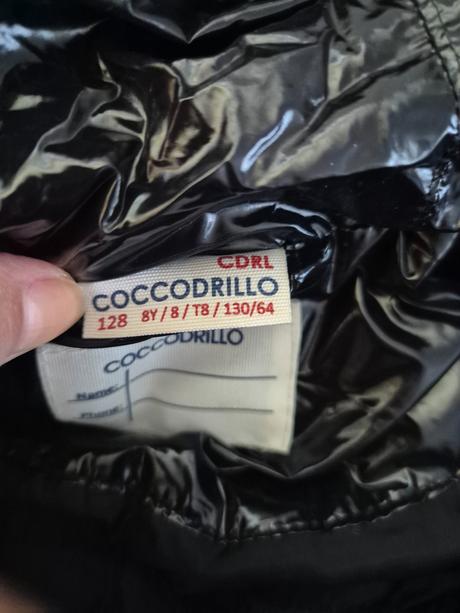 CDRL
COCCODRILLO
128 8Y / 8 / T8 / 130/64
COCCODRILLO
Name:
Phone: